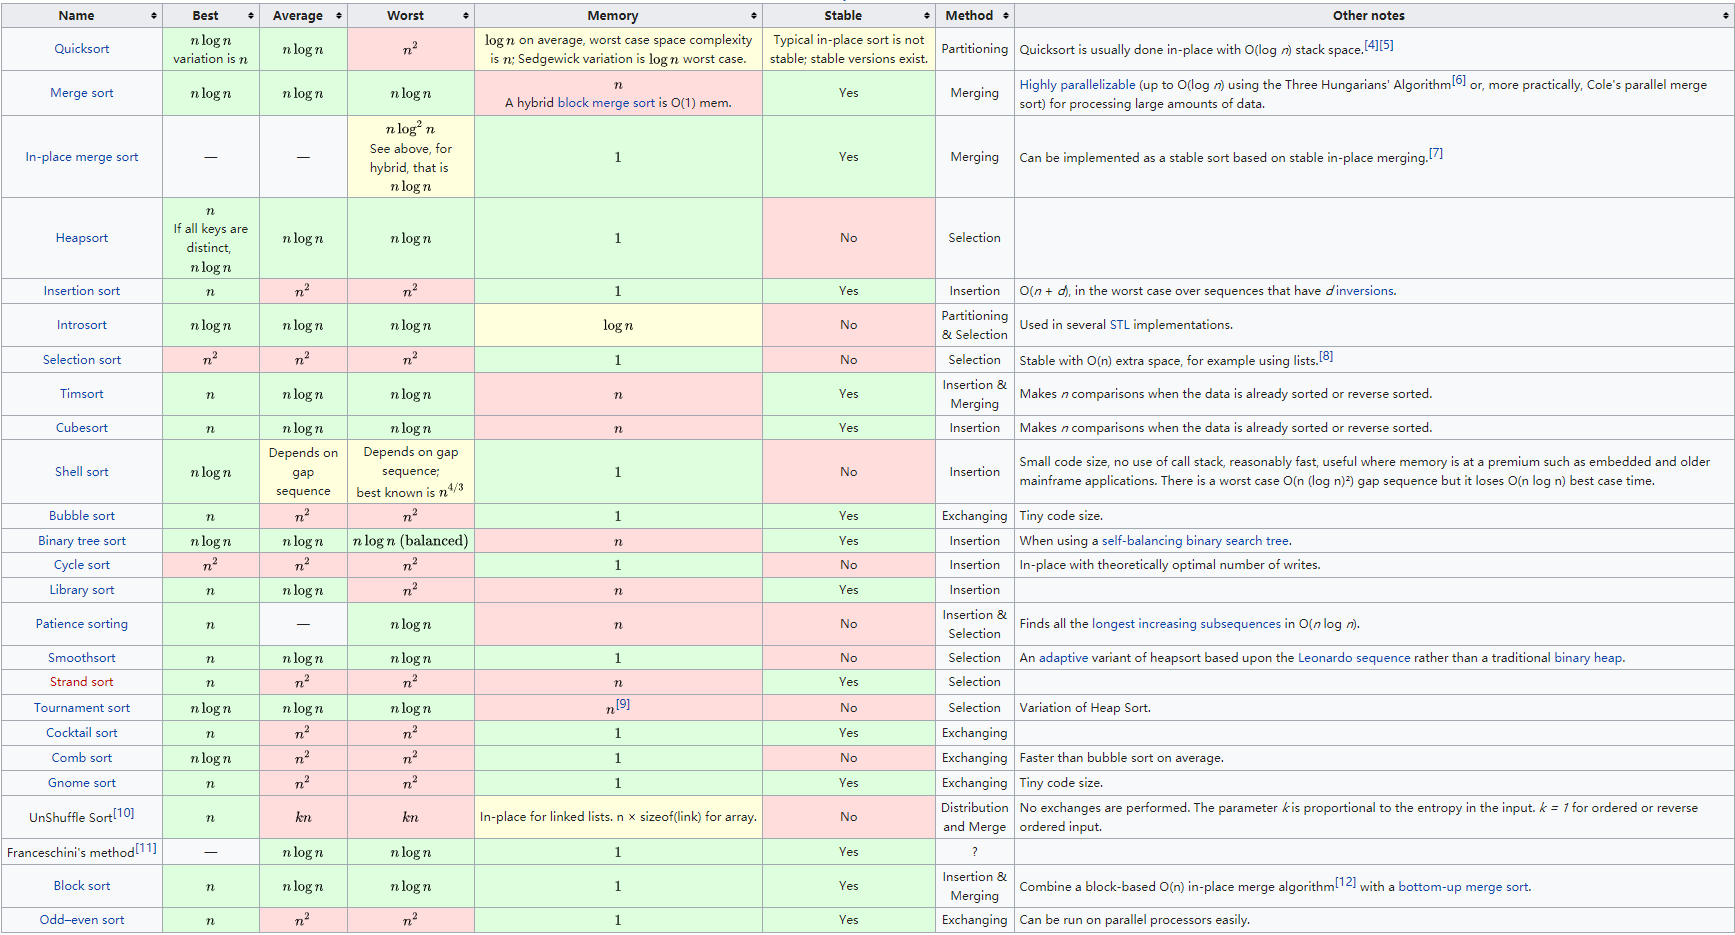 Name Best Average Worst Memory Stable Method Other notes
Quicksort n log n variation is n n log n n² log n on average, worst case space complexity is n; Sedgewick variation is log n worst case. Typical in-place sort is not stable; stable versions exist. Partitioning Quicksort is usually done in-place with O(log n) stack space.[4][5]
Merge sort n log n n log n n log n n A hybrid block merge sort is O(1) mem. Yes Merging Highly parallelizable (up to O(log n) using the Three Hungarians' Algorithm[6] or, more practically, Cole's parallel merge sort) for processing large amounts of data.
In-place merge sort — — n log² n See above, for hybrid, that is n log n 1 Yes Merging Can be implemented as a stable sort based on stable in-place merging.[7]
Heapsort n If all keys are distinct, n log n n log n n log n 1 No Selection
Insertion sort n n² n² 1 Yes Insertion O(n + d), in the worst case over sequences that have d inversions.
Introsort n log n n log n n log n log n No Partitioning & Selection Used in several STL implementations.
Selection sort n² n² n² 1 No Selection Stable with O(n) extra space, for example using lists.[8]
Timsort n n log n n log n n Yes Insertion & Merging Makes n comparisons when the data is already sorted or reverse sorted.
Cubesort n n log n n log n n Yes Insertion Makes n comparisons when the data is already sorted or reverse sorted.
Shell sort n log n Depends on gap sequence Depends on gap sequence; best known is n^4/3 1 No Insertion Small code size, no use of call stack, reasonably fast, useful where memory is at a premium such as embedded and older mainframe applications. There is a worst case O(n (log n)²) gap sequence but it loses O(n log n) best case time.
Bubble sort n n² n² 1 Yes Exchanging Tiny code size.
Binary tree sort n log n n log n n log n (balanced) n Yes Insertion When using a self-balancing binary search tree.
Cycle sort n² n² n² 1 No Insertion In-place with theoretically optimal number of writes.
Library sort n n log n n² n Yes Insertion
Patience sorting n — n log n n No Insertion & Selection Finds all the longest increasing subsequences in O(n log n).
Smoothsort n n log n n log n 1 No Selection An adaptive variant of heapsort based upon the Leonardo sequence rather than a traditional binary heap.
Strand sort n n² n² n Yes Selection
Tournament sort n log n n log n n log n n[9] No Selection Variation of Heap Sort.
Cocktail sort n n² n² 1 Yes Exchanging
Comb sort n log n n² n² 1 No Exchanging Faster than bubble sort on average.
Gnome sort n n² n² 1 Yes Exchanging Tiny code size.
UnShuffle Sort[10] n kn kn In-place for linked lists. n × sizeof(link) for array. No Distribution and Merge No exchanges are performed. The parameter k is proportional to the entropy in the input. k = 1 for ordered or reverse ordered input.
Franceschini's method[11] — n log n n log n 1 Yes ?
Block sort n n log n n log n 1 Yes Insertion & Merging Combine a block-based O(n) in-place merge algorithm[12] with a bottom-up merge sort.
Odd–even sort n n² n² 1 Yes Exchanging Can be run on parallel processors easily.